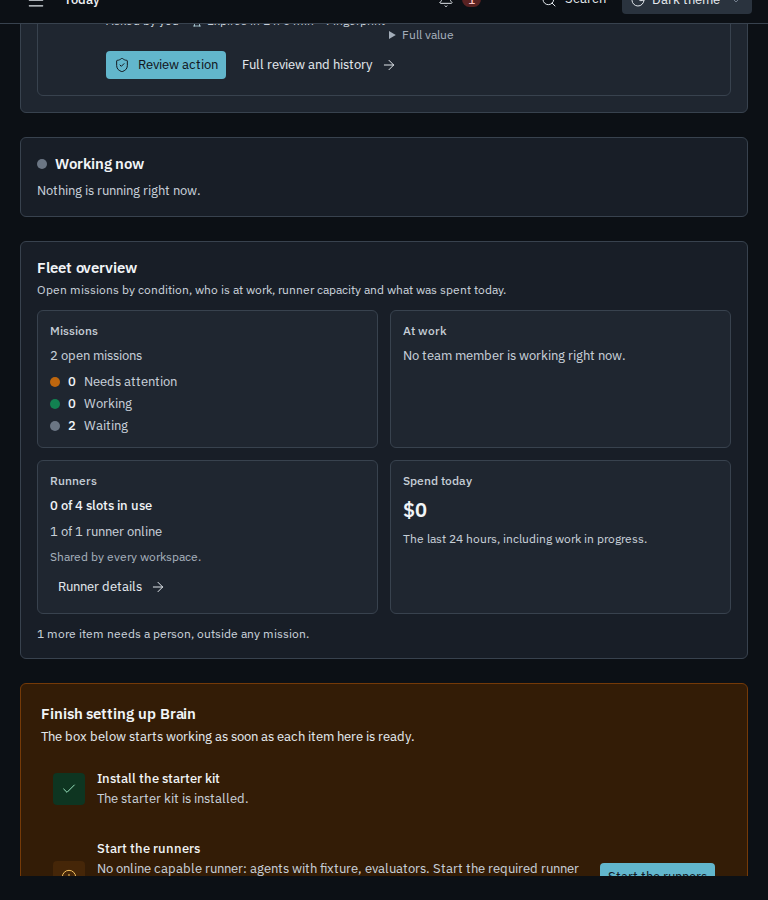 Today
1
Search
Dark theme
Full value
Review action
Full review and history
Working now
Nothing is running right now.
Fleet overview
Open missions by condition, who is at work, runner capacity and what was spent today.
Missions
2 open missions
0 Needs attention
0 Working
2 Waiting
At work
No team member is working right now.
Runners
0 of 4 slots in use
1 of 1 runner online
Shared by every workspace.
Runner details
Spend today
$0
The last 24 hours, including work in progress.
1 more item needs a person, outside any mission.
Finish setting up Brain
The box below starts working as soon as each item here is ready.
Install the starter kit
The starter kit is installed.
Start the runners
No online capable runner: agents with fixture, evaluators. Start the required runner
Start the runners